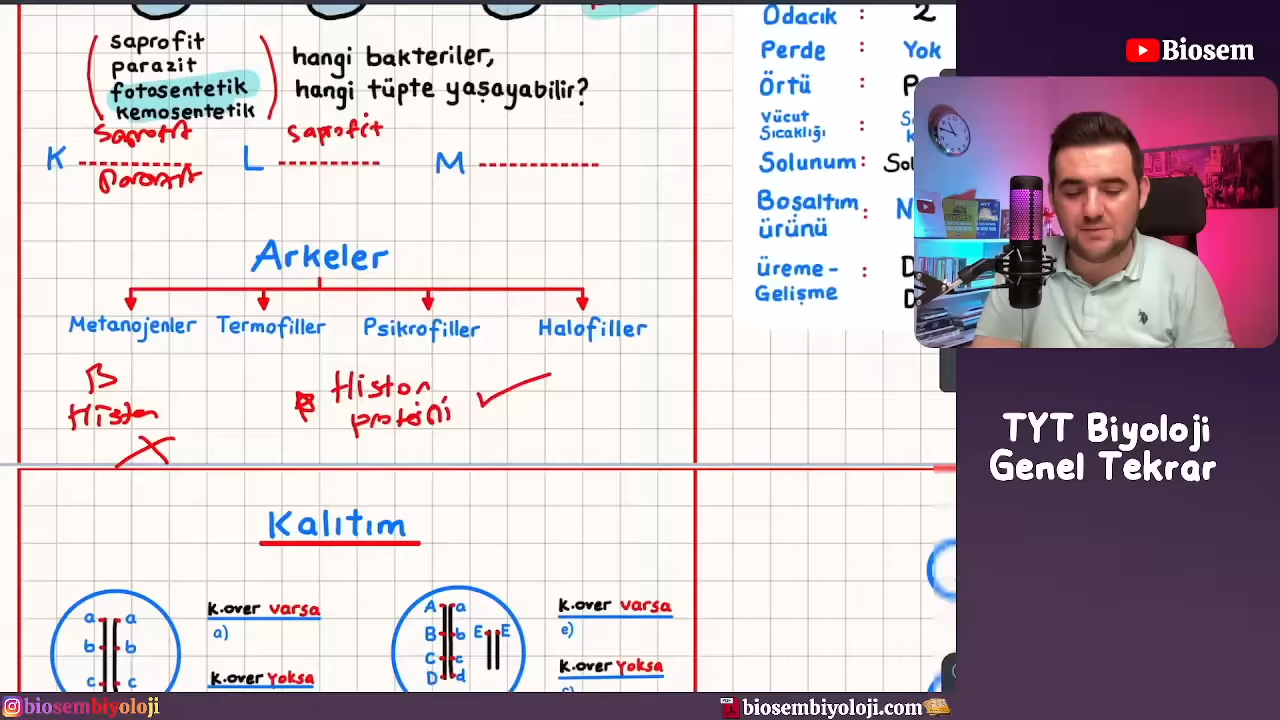 saprofit
parazit
fotosentetik
kemosentetik
hangi bakteriler,
hangi tüpte yaşayabilir?
saprofit
saprofit
K
L
M
parazit
Arkeler
Metanojenler Termofiller Psikrofiller Halofiller
B
Histon
Histon
proteini
Kalıtım
a a
b b
c c
K.over varsa
a)
K.over yoksa
A a
B b E E
C c
D d
K.over varsa
e)
K.over yoksa
Odacık : 2
Perde : Yok
Örtü :
Vücut
Sıcaklığı :
Solunum:
Boşaltım
ürünü :
üreme-
Gelişme :
Biosem
TYT Biyoloji
Genel Tekrar
biosembiyoloji
biosembiyoloji.com